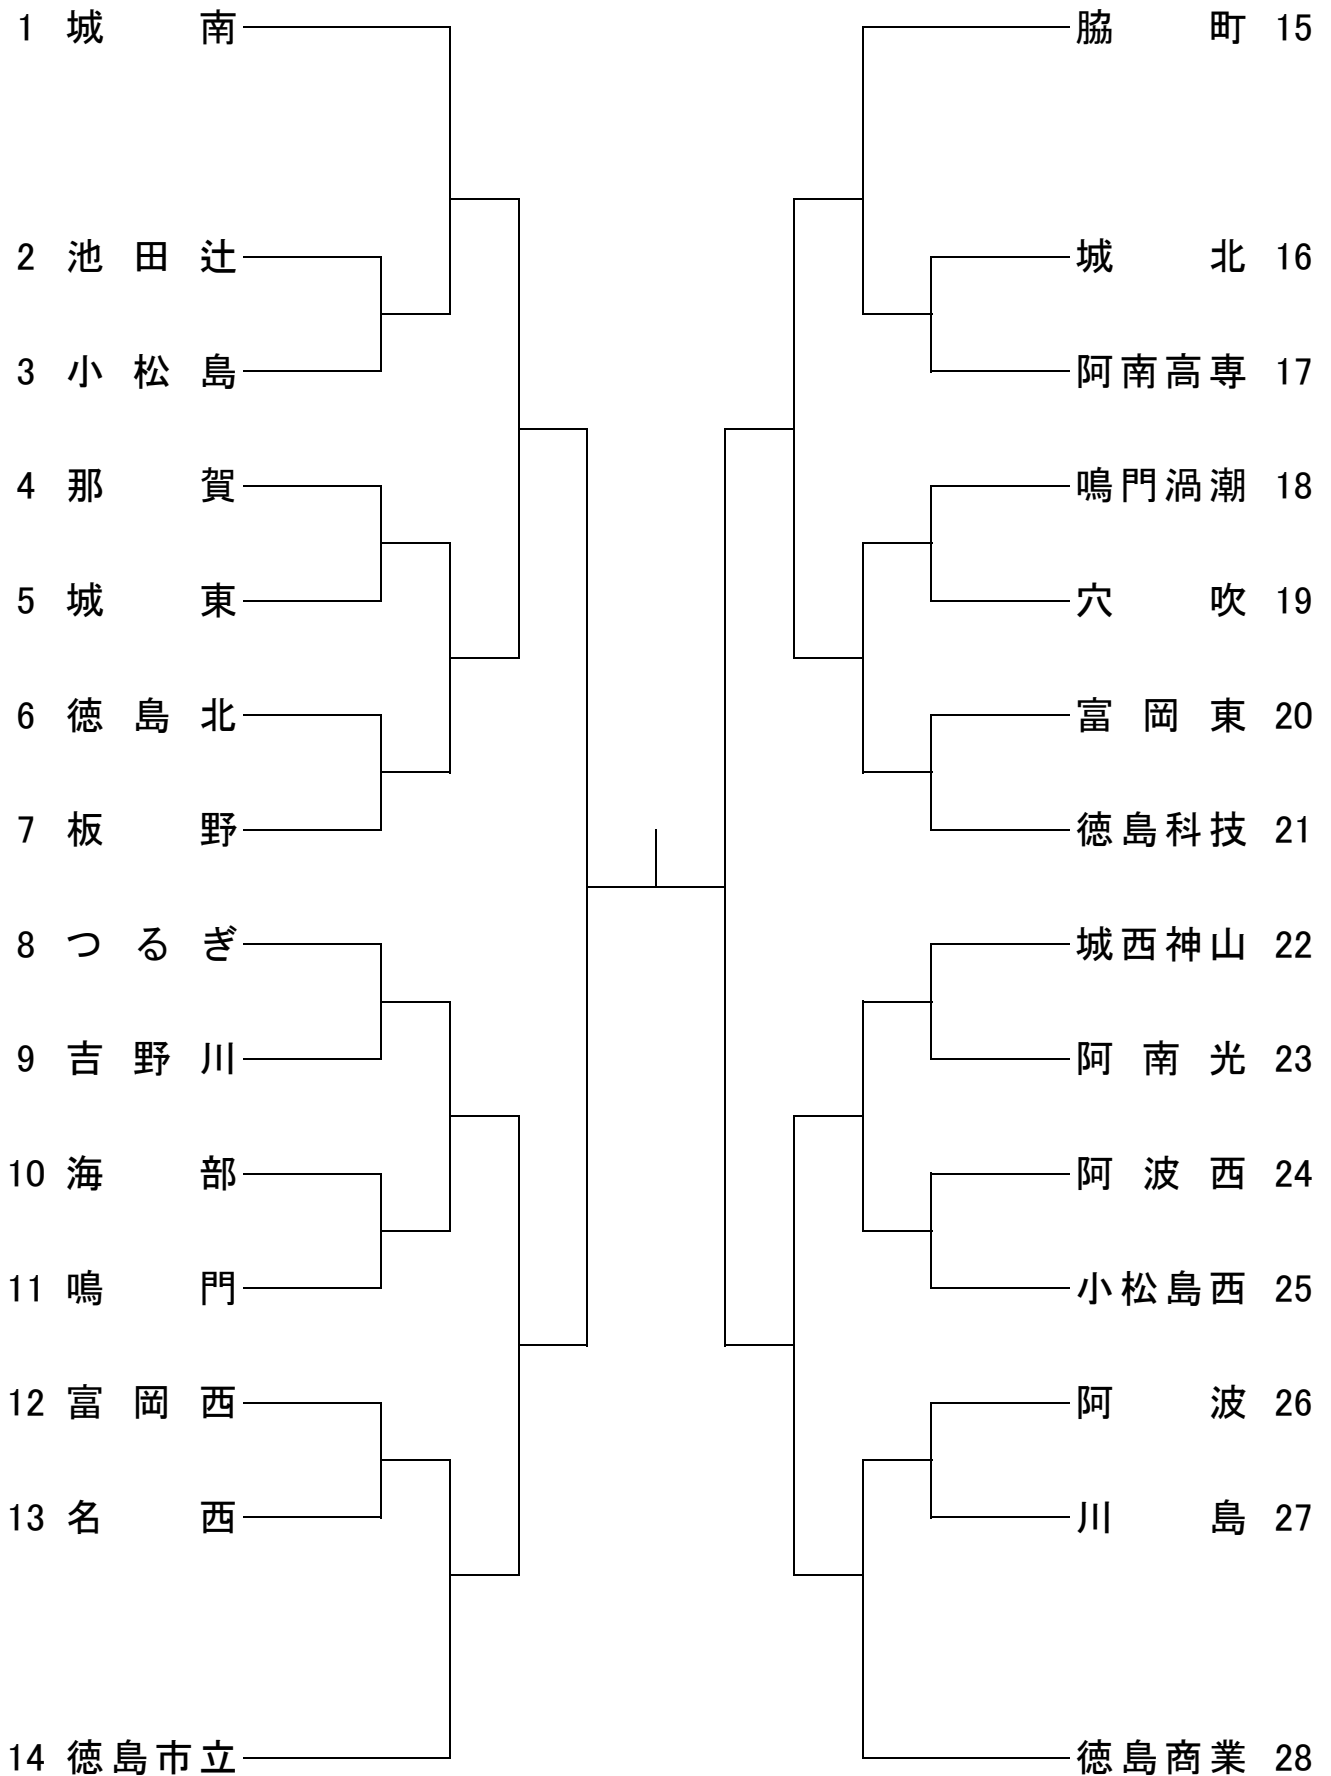 1 城南
2 池田辻
3 小松島
4 那賀
5 城東
6 徳島北
7 板野
8 つるぎ
9 吉野川
10 海部
11 鳴門
12 富岡西
13 名西
14 徳島市立
脇町 15
城北 16
阿南高専 17
鳴門渦潮 18
穴吹 19
富岡東 20
徳島科技 21
城西神山 22
阿南光 23
阿波西 24
小松島西 25
阿波 26
川島 27
徳島商業 28